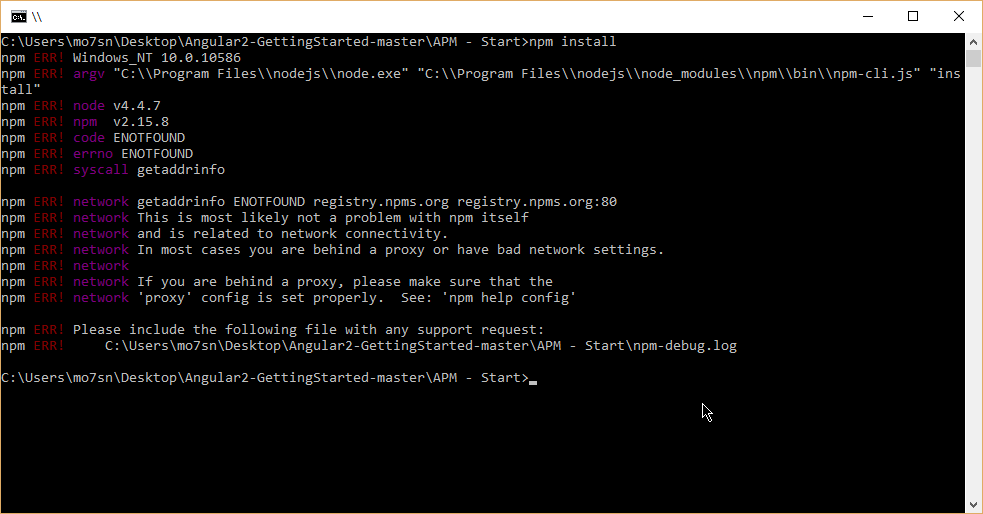 \\
C:\Users\mo7sn\Desktop\Angular2-GettingStarted-master\APM - Start>npm install
npm ERR! Windows_NT 10.0.10586
npm ERR! argv "C:\\Program Files\\nodejs\\node.exe" "C:\\Program Files\\nodejs\\node_modules\\npm\\bin\\npm-cli.js" "ins
tall"
npm ERR! node v4.4.7
npm ERR! npm  v2.15.8
npm ERR! code ENOTFOUND
npm ERR! errno ENOTFOUND
npm ERR! syscall getaddrinfo
npm ERR! network getaddrinfo ENOTFOUND registry.npms.org registry.npms.org:80
npm ERR! network This is most likely not a problem with npm itself
npm ERR! network and is related to network connectivity.
npm ERR! network In most cases you are behind a proxy or have bad network settings.
npm ERR! network
npm ERR! network If you are behind a proxy, please make sure that the
npm ERR! network 'proxy' config is set properly.  See: 'npm help config'
npm ERR! Please include the following file with any support request:
npm ERR!     C:\Users\mo7sn\Desktop\Angular2-GettingStarted-master\APM - Start\npm-debug.log
C:\Users\mo7sn\Desktop\Angular2-GettingStarted-master\APM - Start>